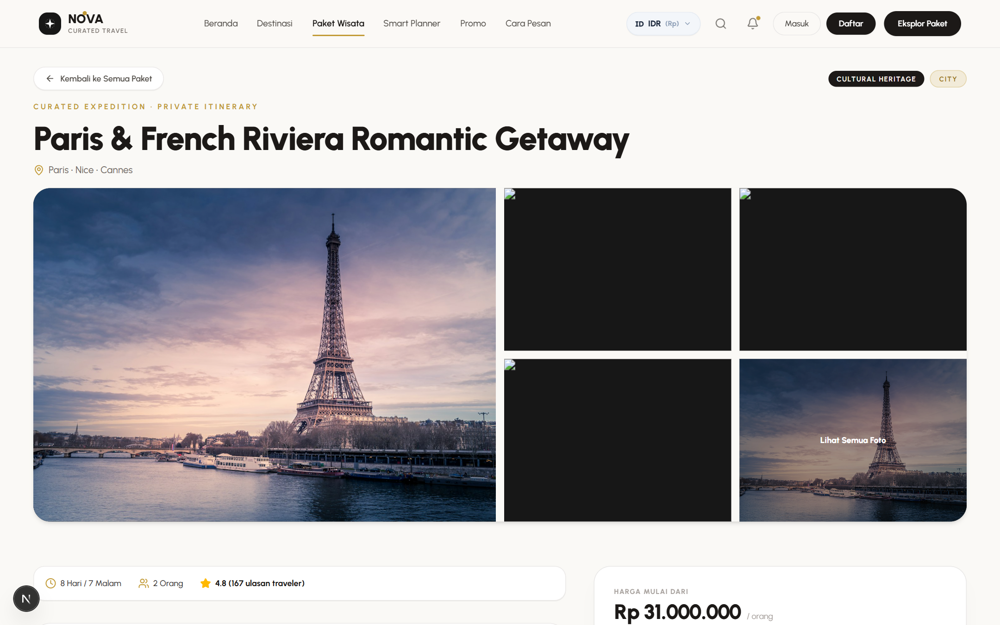 NOVA
CURATED TRAVEL
Beranda
Destinasi
Paket Wisata
Smart Planner
Promo
Cara Pesan
ID IDR (Rp)
Masuk
Daftar
Eksplor Paket
Kembali ke Semua Paket
CULTURAL HERITAGE
CITY
CURATED EXPEDITION · PRIVATE ITINERARY
Paris & French Riviera Romantic Getaway
Paris · Nice · Cannes
Lihat Semua Foto
8 Hari / 7 Malam
2 Orang
4.8 (167 ulasan traveler)
N
HARGA MULAI DARI
Rp 31.000.000 / orang